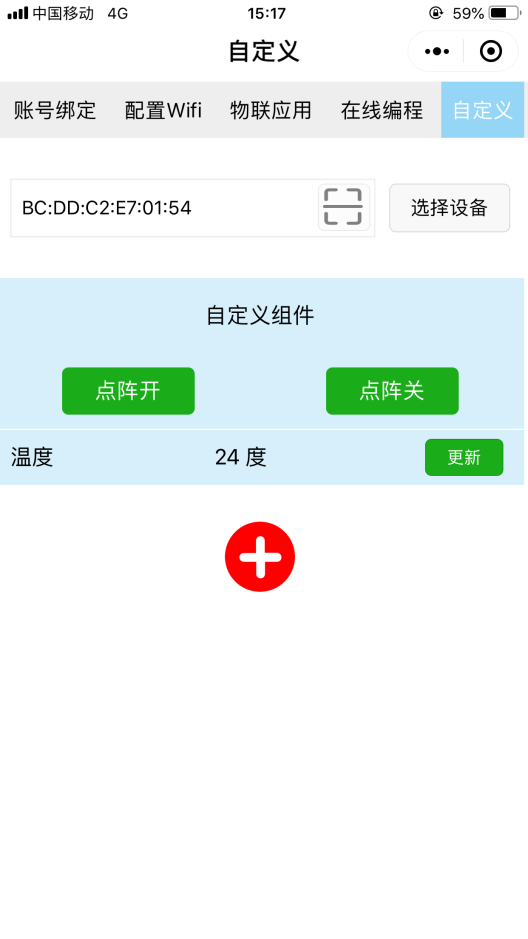 中国移动 4G 15:17 59%
自定义
账号绑定 配置Wifi 物联应用 在线编程 自定义
BC:DD:C2:E7:01:54 选择设备
自定义组件
点阵开 点阵关
温度 24 度 更新